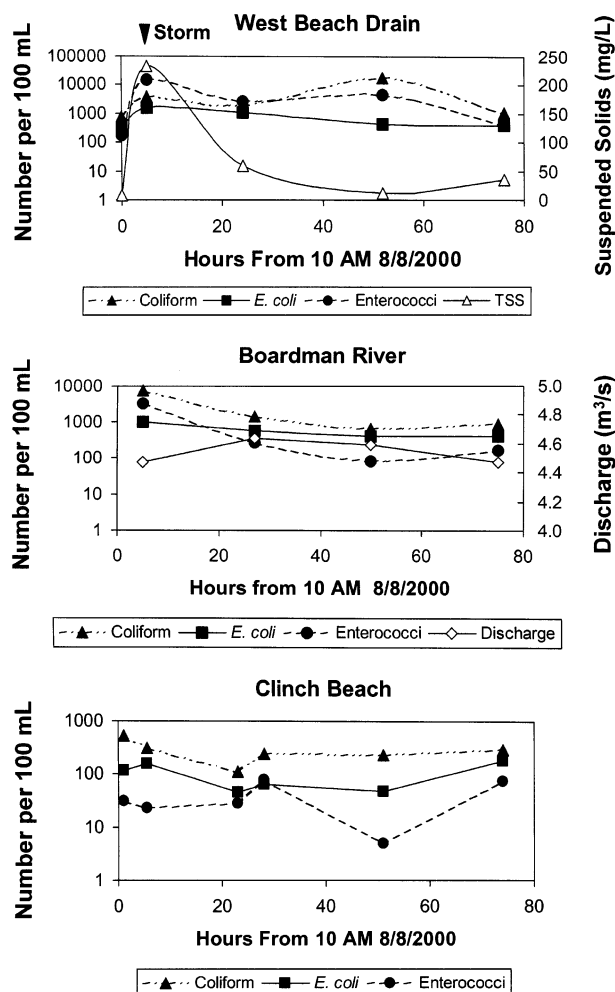 West Beach Drain
Storm
Number per 100 mL
100000
10000
1000
100
10
1
250
200
150
100
50
0
Suspended Solids (mg/L)
0 20 40 60 80
Hours From 10 AM 8/8/2000
Coliform E. coli Enterococci TSS
Boardman River
Number per 100 mL
10000
1000
100
10
1
5.0
4.8
4.6
4.4
4.2
4.0
Discharge (m³/s)
0 20 40 60 80
Hours from 10 AM 8/8/2000
Coliform E. coli Enterococci Discharge
Clinch Beach
Number per 100 mL
1000
100
10
1
0 20 40 60 80
Hours From 10 AM 8/8/2000
Coliform E. coli Enterococci